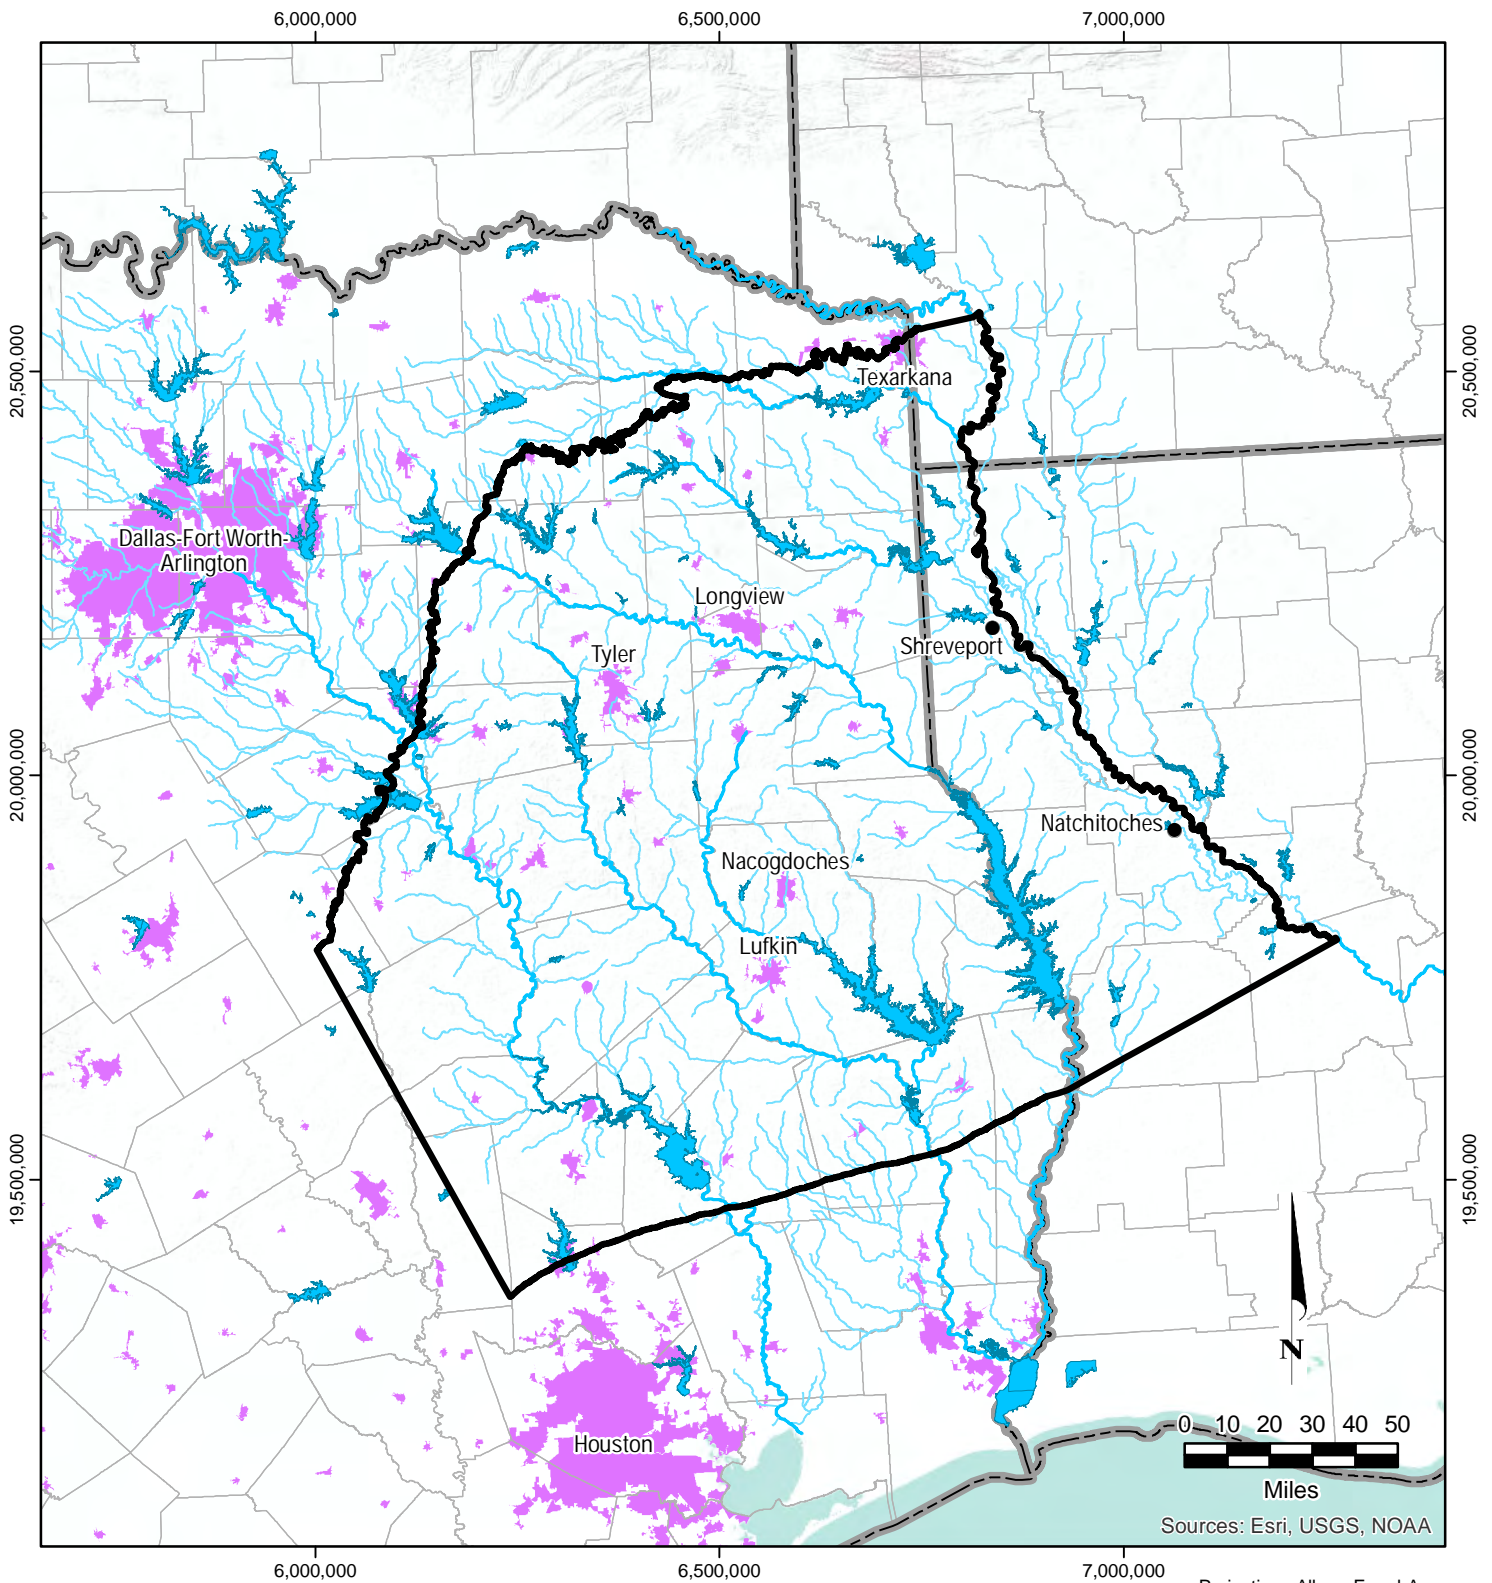 6,000,000
6,500,000
7,000,000
20,500,000
20,500,000
Texarkana
Dallas-Fort Worth-
Arlington
Longview
Shreveport
Tyler
20,000,000
20,000,000
Natchitoches
Nacogdoches
Lufkin
19,500,000
19,500,000
N
0 10 20 30 40 50
Miles
Houston
Sources: Esri, USGS, NOAA
6,000,000
6,500,000
7,000,000